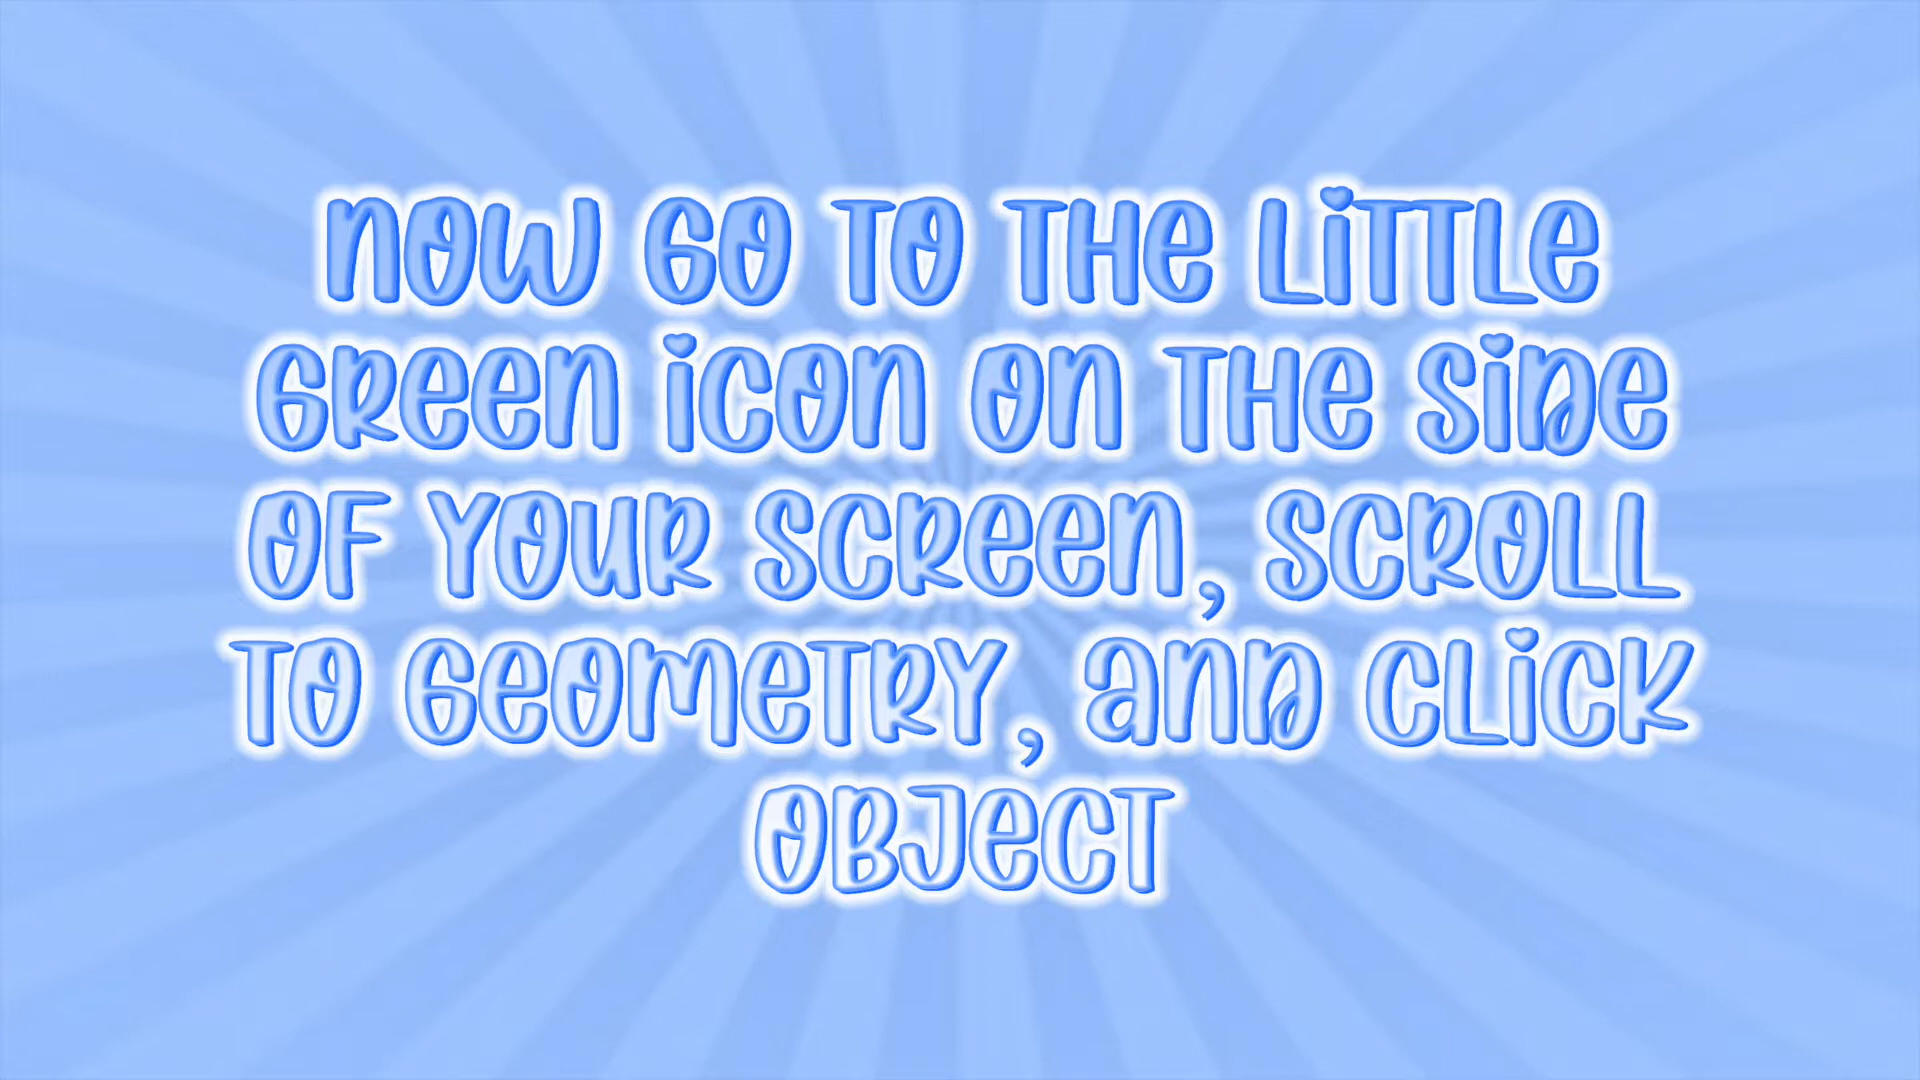 NOW GO TO THE LITTLE
GREEN ICON ON THE SIDE
OF YOUR SCREEN, SCROLL
TO GEOMETRY, AND CLICK
OBJECT